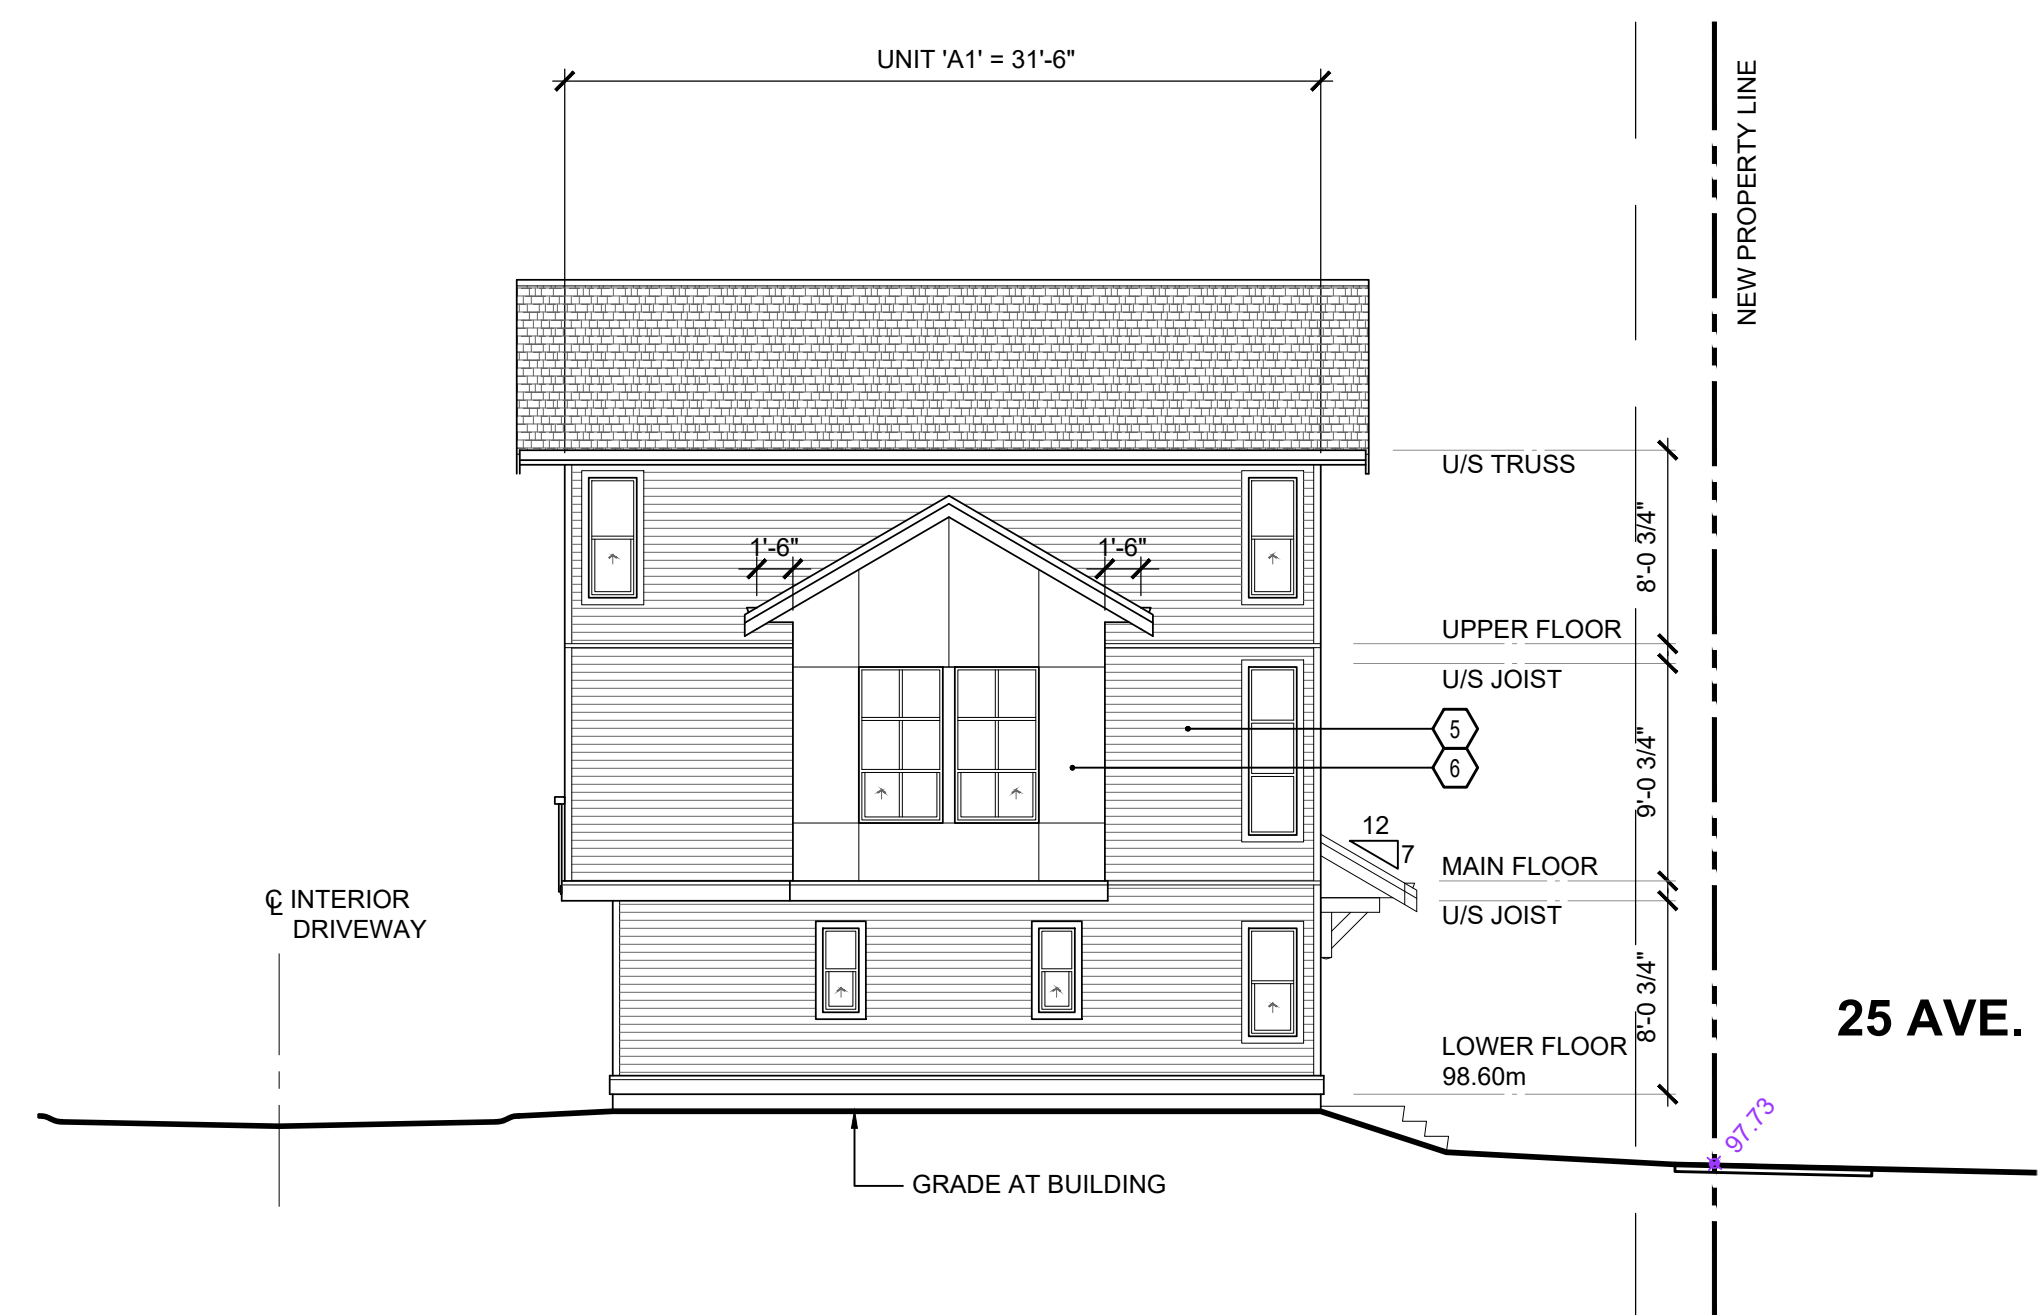 UNIT 'A1' = 31'-6"
NEW PROPERTY LINE
U/S TRUSS
8'-0 3/4"
1'-6"
1'-6"
UPPER FLOOR
U/S JOIST
5
6
9'-0 3/4"
12
7
MAIN FLOOR
U/S JOIST
℄ INTERIOR
DRIVEWAY
8'-0 3/4"
25 AVE.
LOWER FLOOR
98.60m
97.73
GRADE AT BUILDING